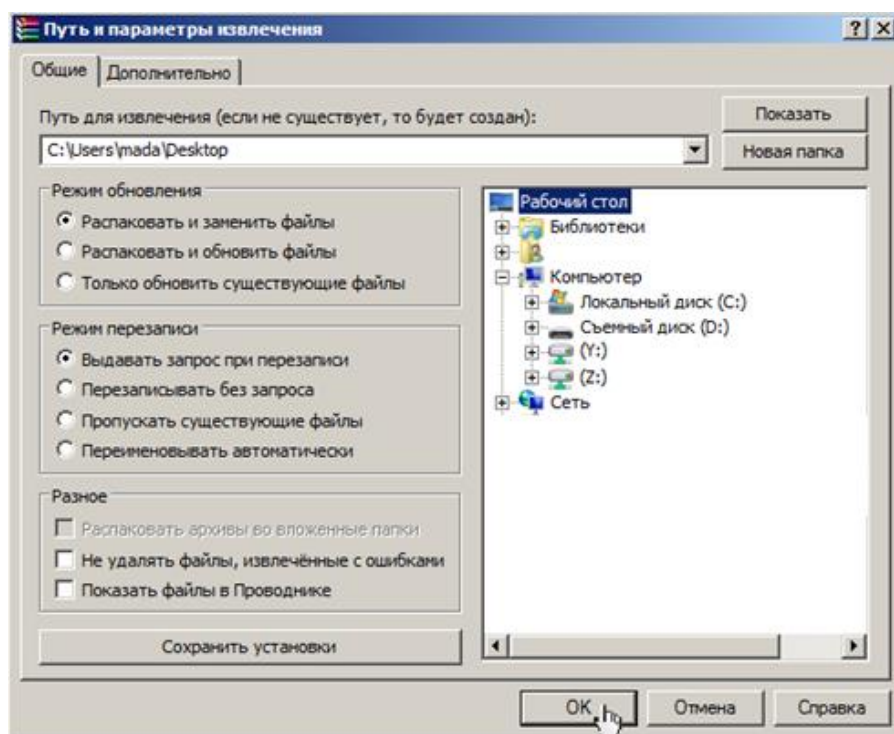 Путь и параметры извлечения
Общие
Дополнительно
Путь для извлечения (если не существует, то будет создан):
Показать
C:\Users\mada\Desktop
Новая папка
Режим обновления
Распаковать и заменить файлы
Распаковать и обновить файлы
Только обновить существующие файлы
Режим перезаписи
Выдавать запрос при перезаписи
Перезаписывать без запроса
Пропускать существующие файлы
Переименовывать автоматически
Разное
Распаковать архивы во вложенные папки
Не удалять файлы, извлечённые с ошибками
Показать файлы в Проводнике
Сохранить установки
Рабочий стол
Библиотеки
Компьютер
Локальный диск (C:)
Съемный диск (D:)
(Y:)
(Z:)
Сеть
OK
Отмена
Справка